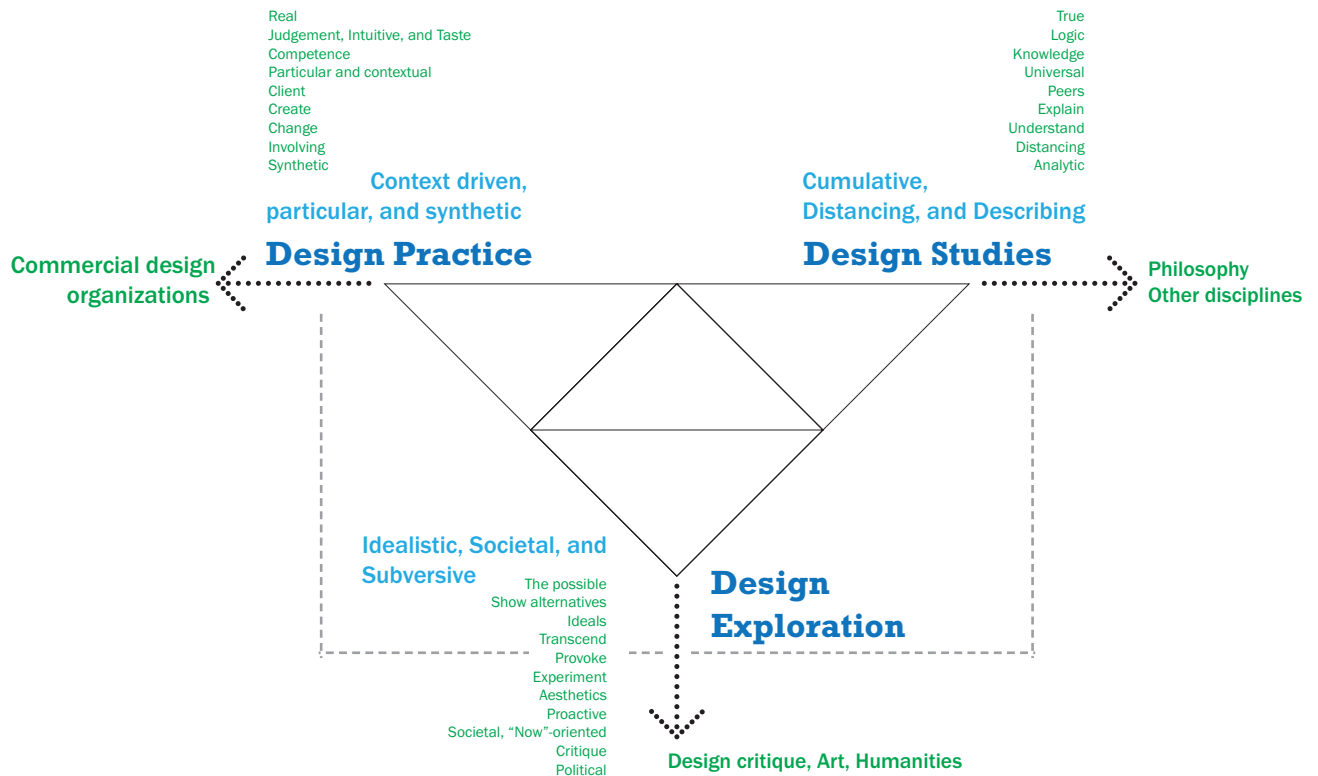 Real
Judgement, Intuitive, and Taste
Competence
Particular and contextual
Client
Create
Change
Involving
Synthetic
Context driven,
particular, and synthetic
Design Practice
Commercial design
organizations
True
Logic
Knowledge
Universal
Peers
Explain
Understand
Distancing
Analytic
Cumulative,
Distancing, and Describing
Design Studies
Philosophy
Other disciplines
Idealistic, Societal, and
Subversive
The possible
Show alternatives
Ideals
Transcend
Provoke
Experiment
Aesthetics
Proactive
Societal, “Now”-oriented
Critique
Political
Design
Exploration
Design critique, Art, Humanities